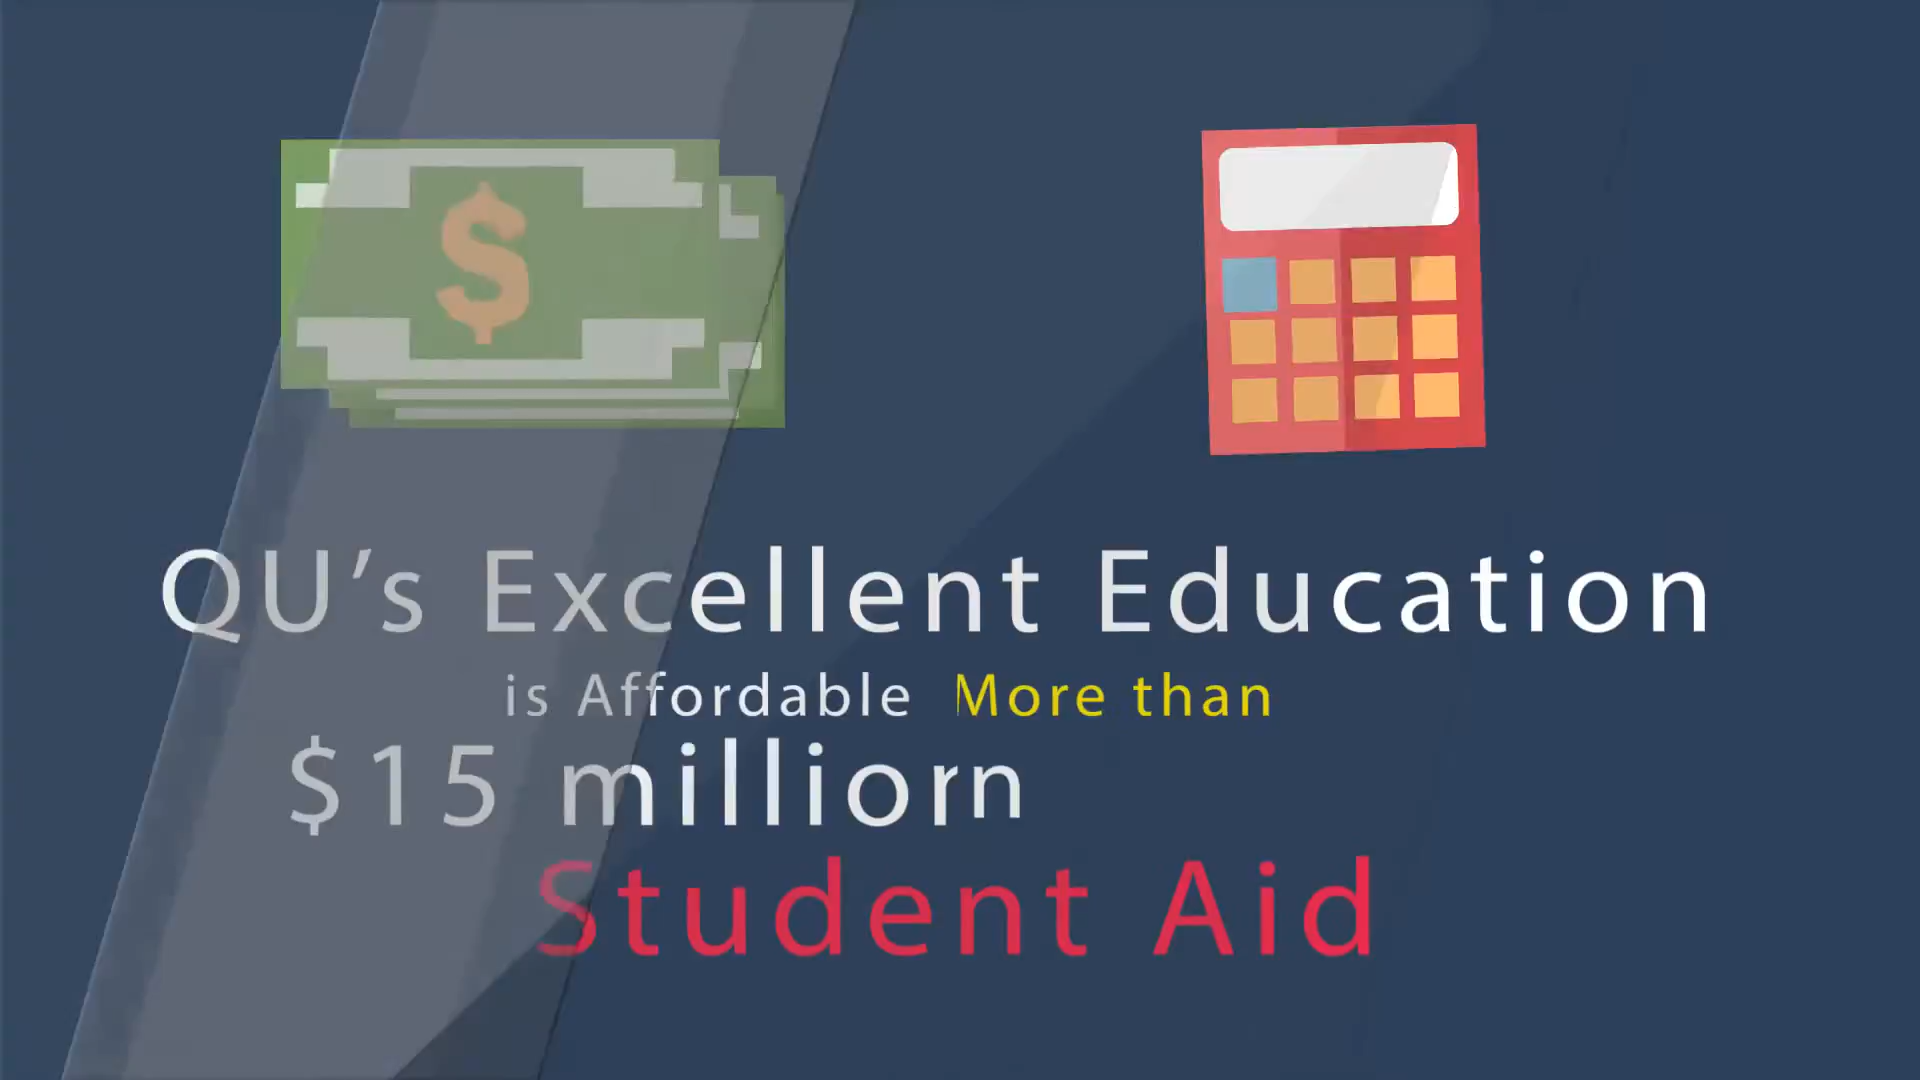 $
QU’s Excellent Education
is Affordable More than
$15 milliorn
Student Aid